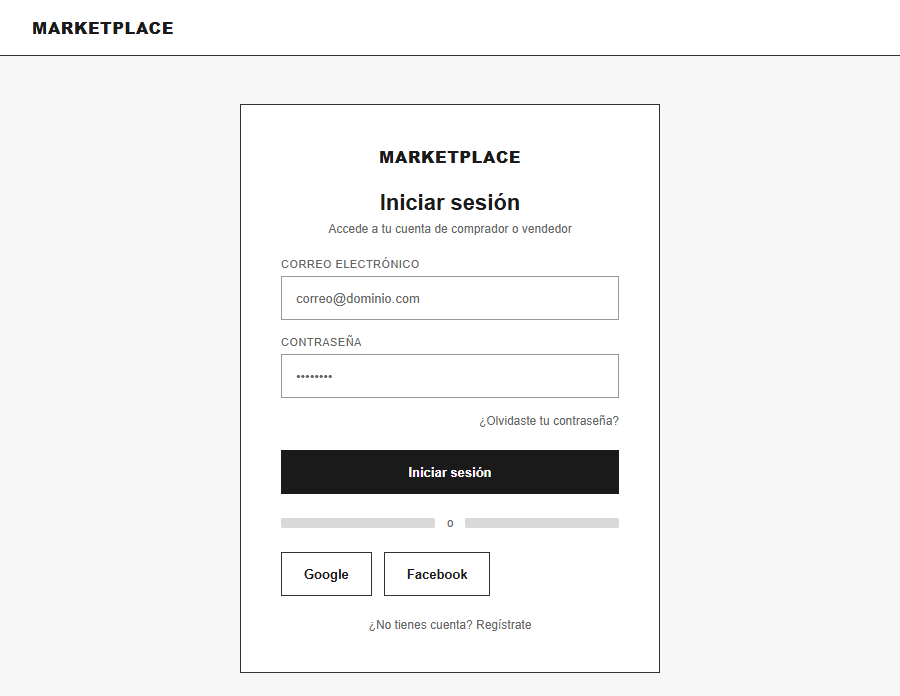 MARKETPLACE
MARKETPLACE
Iniciar sesión
Accede a tu cuenta de comprador o vendedor
CORREO ELECTRÓNICO
correo@dominio.com
CONTRASEÑA
••••••••
¿Olvidaste tu contraseña?
Iniciar sesión
o
Google Facebook
¿No tienes cuenta? Regístrate